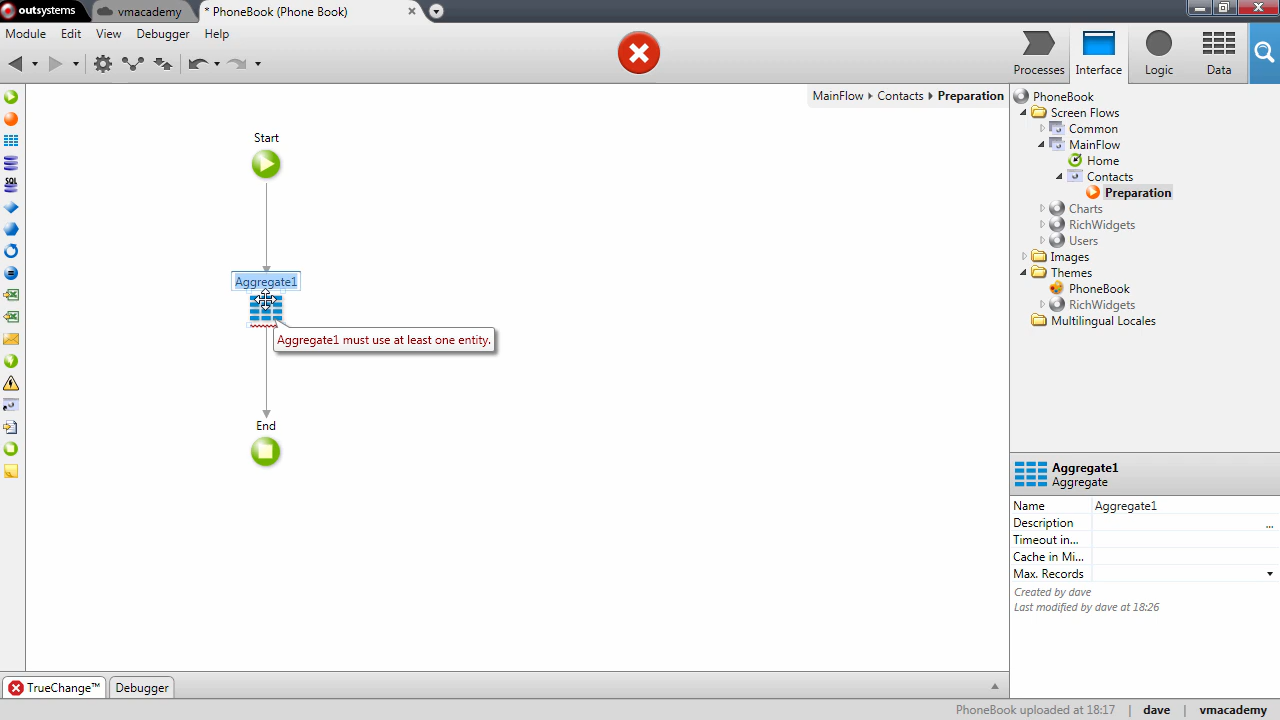 outsystems
vmacademy
* PhoneBook (Phone Book)
Module
Edit
View
Debugger
Help
Processes
Interface
Logic
Data
MainFlow
Contacts
Preparation
SQL
Start
Aggregate1
Aggregate1 must use at least one entity.
End
PhoneBook
Screen Flows
Common
MainFlow
Home
Contacts
Preparation
Charts
RichWidgets
Users
Images
Themes
PhoneBook
RichWidgets
Multilingual Locales
Aggregate1
Aggregate
Name Aggregate1
Description ...
Timeout in...
Cache in Mi...
Max. Records
Created by dave
Last modified by dave at 18:26
TrueChange™
Debugger
PhoneBook uploaded at 18:17 | dave | vmacademy